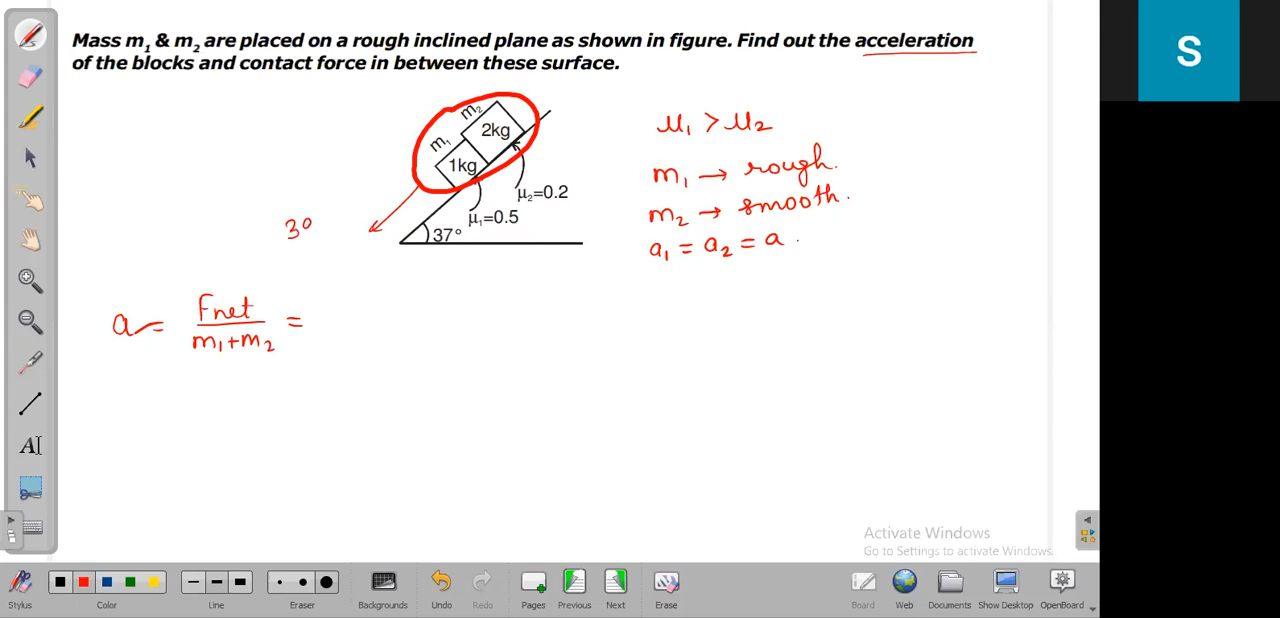 Mass m1 & m2 are placed on a rough inclined plane as shown in figure. Find out the acceleration
of the blocks and contact force in between these surface.
S
m2
2kg
m1
1kg
μ2=0.2
μ1=0.5
37°
30
μ1 > μ2
m1 → rough.
m2 → smooth.
a1 = a2 = a .
a = Fnet / m1+m2 =
A
Activate Windows
Go to Settings to activate Windows.
Stylus
Color
Line
Eraser
Backgrounds
Undo
Redo
Pages
Previous
Next
Erase
Board
Web
Documents
Show Desktop
OpenBoard